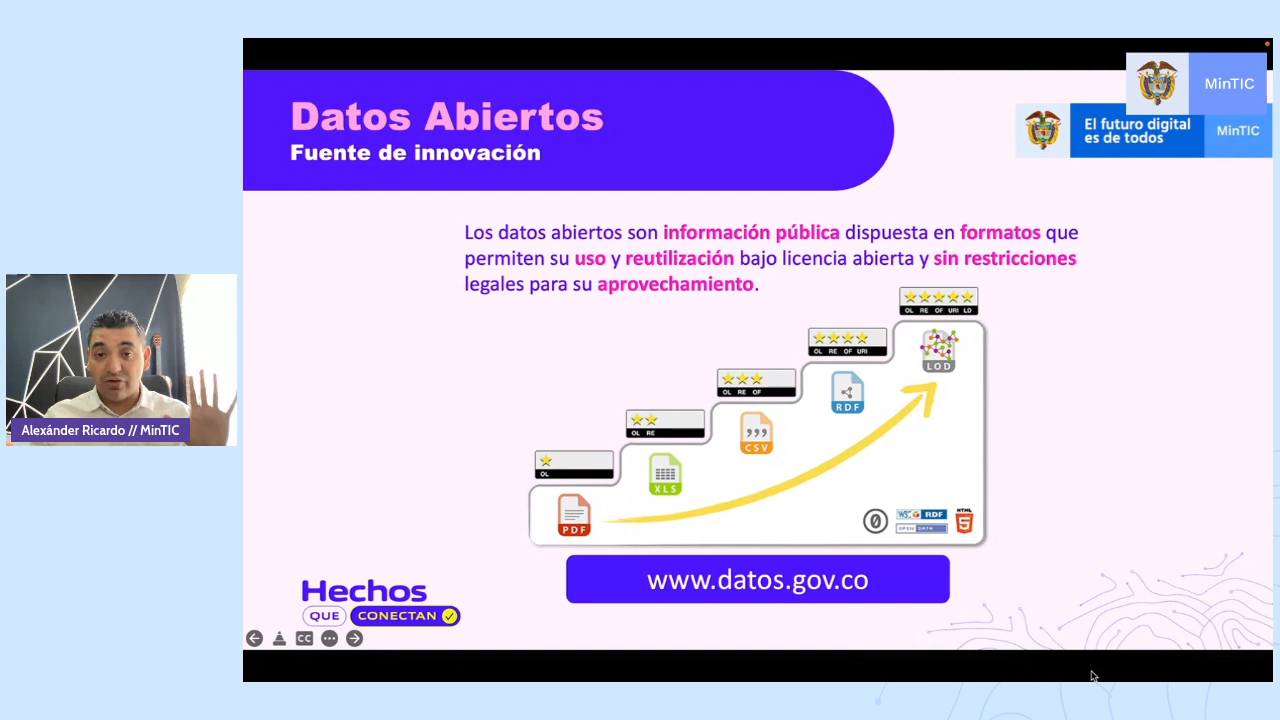 MinTIC
El futuro digital
es de todos
MinTIC
Datos Abiertos
Fuente de innovación
Los datos abiertos son información pública dispuesta en formatos que
permiten su uso y reutilización bajo licencia abierta y sin restricciones
legales para su aprovechamiento.
OL RE OF URI LD
LOD
OL RE OF URI
RDF
OL RE OF
CSV
OL RE
XLS
OL
PDF
W3C RDF
OPEN DATA
HTML
5
0
www.datos.gov.co
Alexánder Ricardo // MinTIC
Hechos
QUE CONECTAN
CC